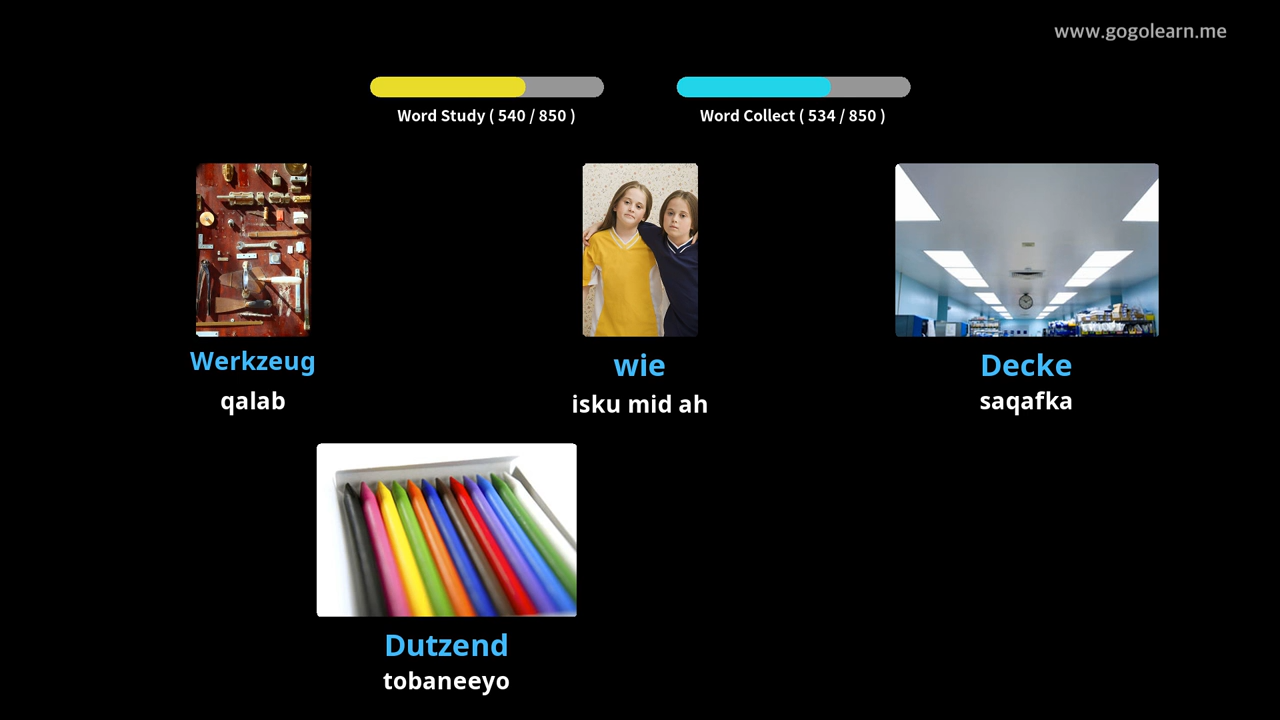 www.gogolearn.me
Word Study ( 540 / 850 )
Word Collect ( 534 / 850 )
Werkzeug
qalab
wie
isku mid ah
Decke
saqafka
Dutzend
tobaneeyo